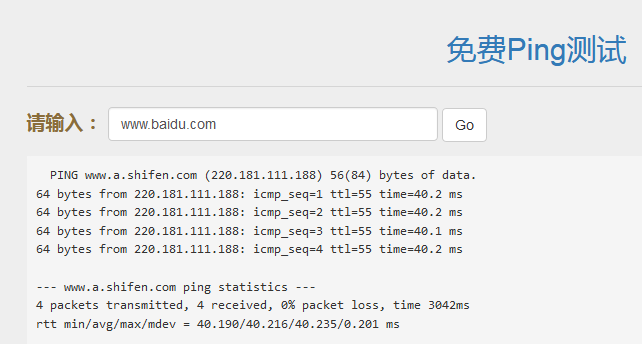 免费Ping测试
请输入： www.baidu.com Go
PING www.a.shifen.com (220.181.111.188) 56(84) bytes of data.
64 bytes from 220.181.111.188: icmp_seq=1 ttl=55 time=40.2 ms
64 bytes from 220.181.111.188: icmp_seq=2 ttl=55 time=40.2 ms
64 bytes from 220.181.111.188: icmp_seq=3 ttl=55 time=40.1 ms
64 bytes from 220.181.111.188: icmp_seq=4 ttl=55 time=40.2 ms
--- www.a.shifen.com ping statistics ---
4 packets transmitted, 4 received, 0% packet loss, time 3042ms
rtt min/avg/max/mdev = 40.190/40.216/40.235/0.201 ms